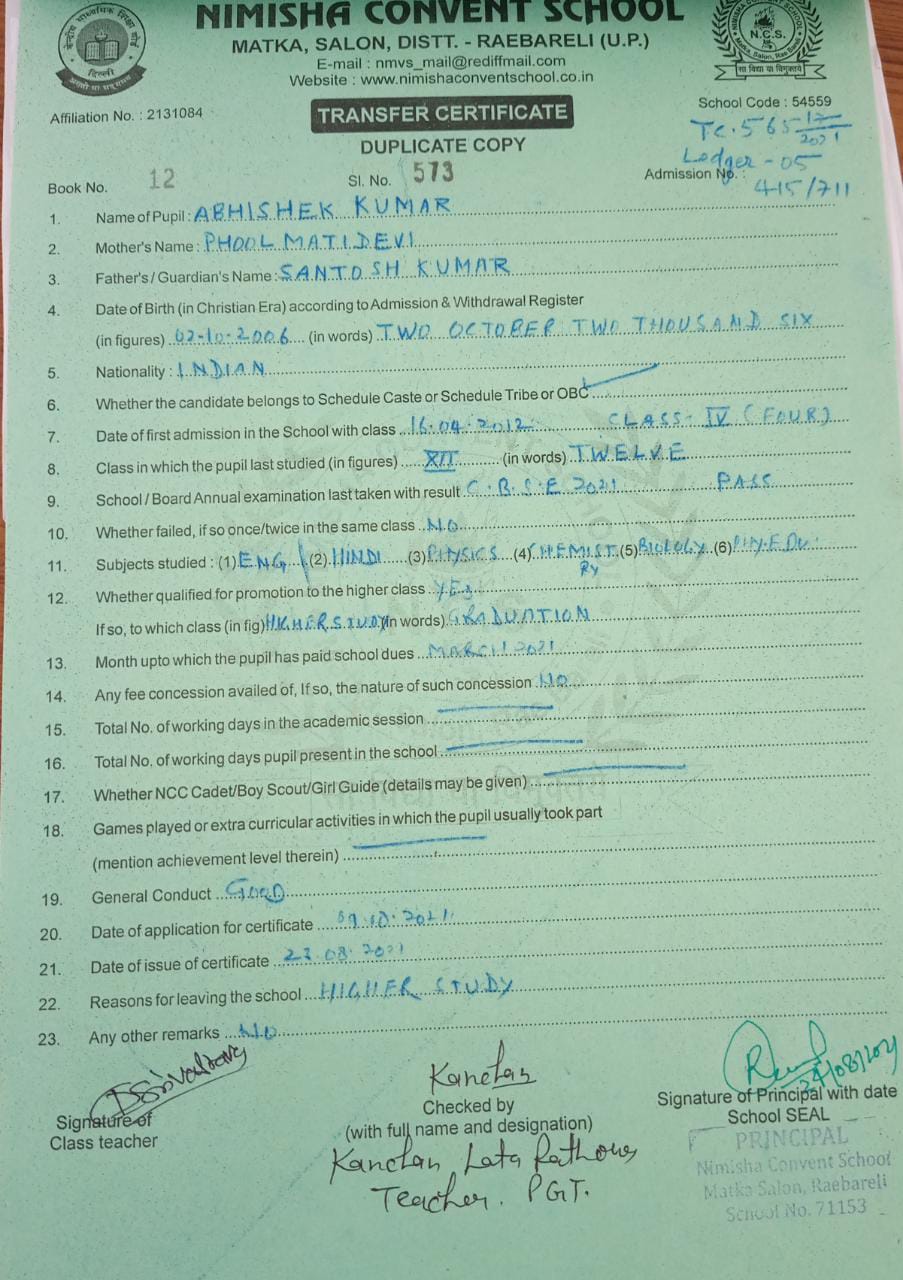 NIMISHA CONVENT SCHOOL
MATKA, SALON, DISTT. - RAEBARELI (U.P.)
E-mail : nmvs_mail@rediffmail.com
Website : www.nimishaconventschool.co.in
केन्द्रीय माध्यमिक शिक्षा बोर्ड
दिल्ली
NIMISHA CONVENT SCHOOL
N.C.S.
सा विद्या या विमुक्तये
Affiliation No. : 2131084
TRANSFER CERTIFICATE
School Code : 54559
DUPLICATE COPY
Tc. 565-12/2021
Ledger - 05
Book No. 12 Sl. No. 573 Admission No. : 415/711
1. Name of Pupil : ABHISHEK KUMAR
2. Mother's Name : PHOOL MATI DEVI
3. Father's / Guardian's Name : SANTOSH KUMAR
4. Date of Birth (in Christian Era) according to Admission & Withdrawal Register
(in figures) 02-10-2006 (in words) TWO OCTOBER TWO THOUSAND SIX
5. Nationality : INDIAN
6. Whether the candidate belongs to Schedule Caste or Schedule Tribe or OBC
7. Date of first admission in the School with class 16.04.2012 CLASS- IV (FOUR)
8. Class in which the pupil last studied (in figures) XII (in words) TWELVE
9. School / Board Annual examination last taken with result C.B.S.E 2021 PASS
10. Whether failed, if so once/twice in the same class NO
11. Subjects studied : (1) ENG (2) HINDI (3) PHYSICS (4) CHEMISTRY (5) BIOLOGY (6) PHY.EDU.
12. Whether qualified for promotion to the higher class YES
If so, to which class (in fig) HIGHER STUDY (in words) GRADUATION
13. Month upto which the pupil has paid school dues MARCH 2021
14. Any fee concession availed of, If so, the nature of such concession NO
15. Total No. of working days in the academic session
16. Total No. of working days pupil present in the school
17. Whether NCC Cadet/Boy Scout/Girl Guide (details may be given)
18. Games played or extra curricular activities in which the pupil usually took part
(mention achievement level therein)
19. General Conduct GOOD
20. Date of application for certificate
21. Date of issue of certificate 23.08.2021
22. Reasons for leaving the school HIGHER STUDY
23. Any other remarks NO
Kanchan
24/08/2021
Signature of
Class teacher
Checked by
(with full name and designation)
Kanchan Lata Rathour
Teacher. PGT.
Signature of Principal with date
School SEAL
PRINCIPAL
Nimisha Convent School
Matka Salon, Raebareli
School No. 71153